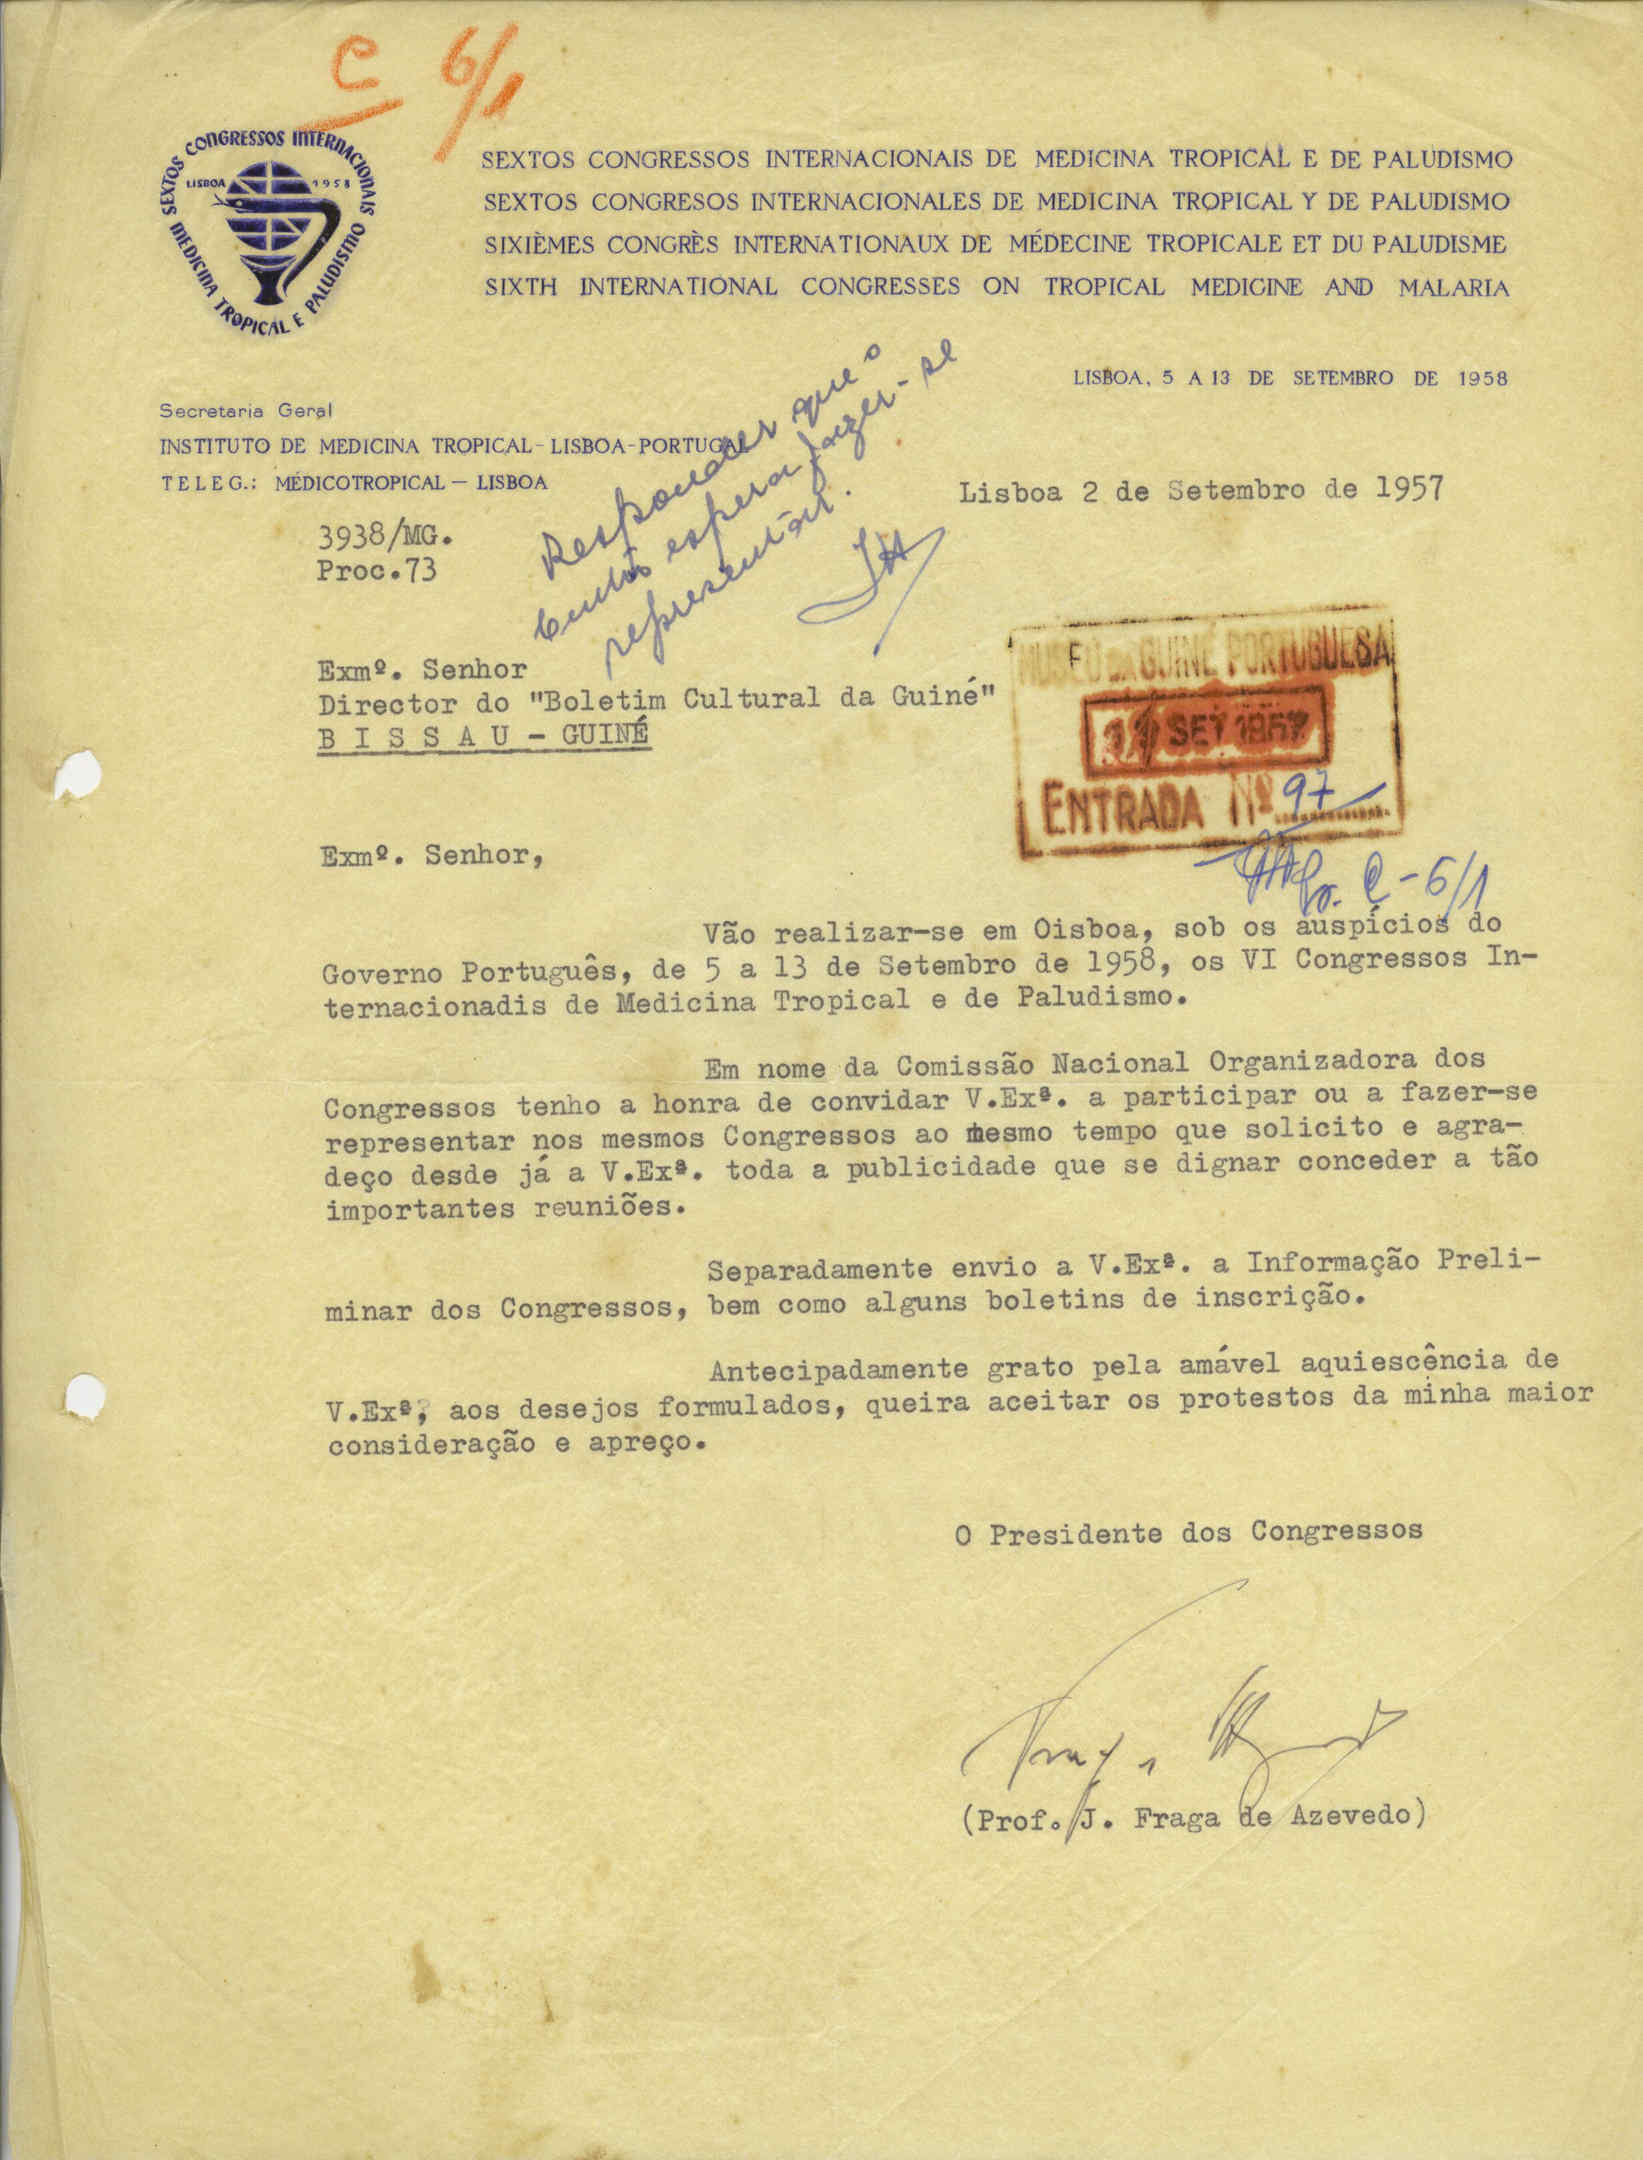 C 6/1
SEXTOS CONGRESSOS INTERNACIONAIS
MEDICINA TROPICAL E PALUDISMO
LISBOA 1958
SEXTOS CONGRESSOS INTERNACIONAIS DE MEDICINA TROPICAL E DE PALUDISMO
SEXTOS CONGRESOS INTERNACIONALES DE MEDICINA TROPICAL Y DE PALUDISMO
SIXIÈMES CONGRÈS INTERNATIONAUX DE MÉDECINE TROPICALE ET DU PALUDISME
SIXTH INTERNATIONAL CONGRESSES ON TROPICAL MEDICINE AND MALARIA
LISBOA, 5 A 13 DE SETEMBRO DE 1958
Secretaria Geral
INSTITUTO DE MEDICINA TROPICAL-LISBOA-PORTUGAL
TELEG.: MÉDICOTROPICAL — LISBOA
Responder que o
Centro espera fazer-se
representar.
Lisboa 2 de Setembro de 1957
3938/MG.
Proc.73
Exmº. Senhor
Director do "Boletim Cultural da Guiné"
B I S S A U - GUINÉ
MUSEU DA GUINÉ PORTUGUESA
SET 1957
ENTRADA Nº 97
C-6/1
Exmº. Senhor,
Vão realizar-se em Oisboa, sob os auspícios do
Governo Português, de 5 a 13 de Setembro de 1958, os VI Congressos In-
ternacionadis de Medicina Tropical e de Paludismo.
Em nome da Comissão Nacional Organizadora dos
Congressos tenho a honra de convidar V.Exª. a participar ou a fazer-se
representar nos mesmos Congressos ao mesmo tempo que solicito e agra-
deço desde já a V.Exª. toda a publicidade que se dignar conceder a tão
importantes reuniões.
Separadamente envio a V.Exª. a Informação Preli-
minar dos Congressos, bem como alguns boletins de inscrição.
Antecipadamente grato pela amável aquiescência de
V.Exª, aos desejos formulados, queira aceitar os protestos da minha maior
consideração e apreço.
O Presidente dos Congressos
(Prof. J. Fraga de Azevedo)